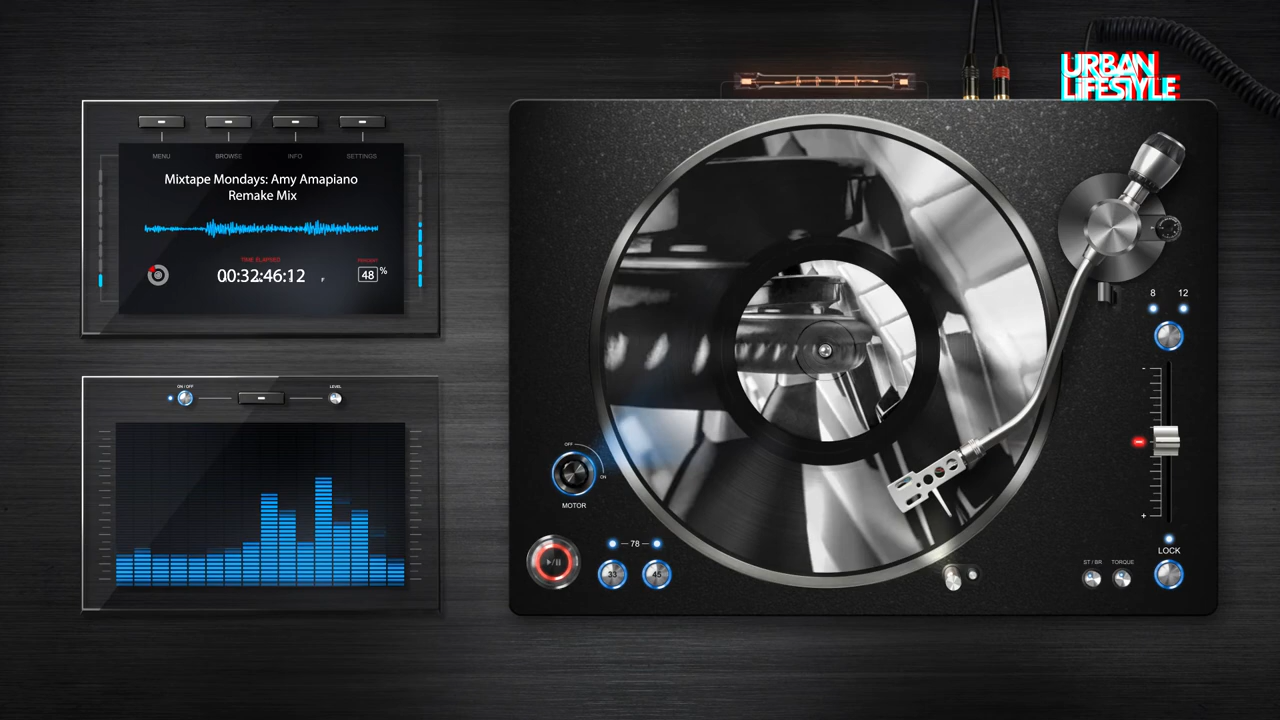 URBAN
LiFESTYLE
MENU BROWSE INFO SETTINGS
Mixtape Mondays: Amy Amapiano
Remake Mix
TIME ELAPSED
00:32:46:12 F
48 %
ON / OFF
LEVEL
8 12
OFF
ON
MOTOR
78
33 45
-
+
LOCK
ST / BR TORQUE